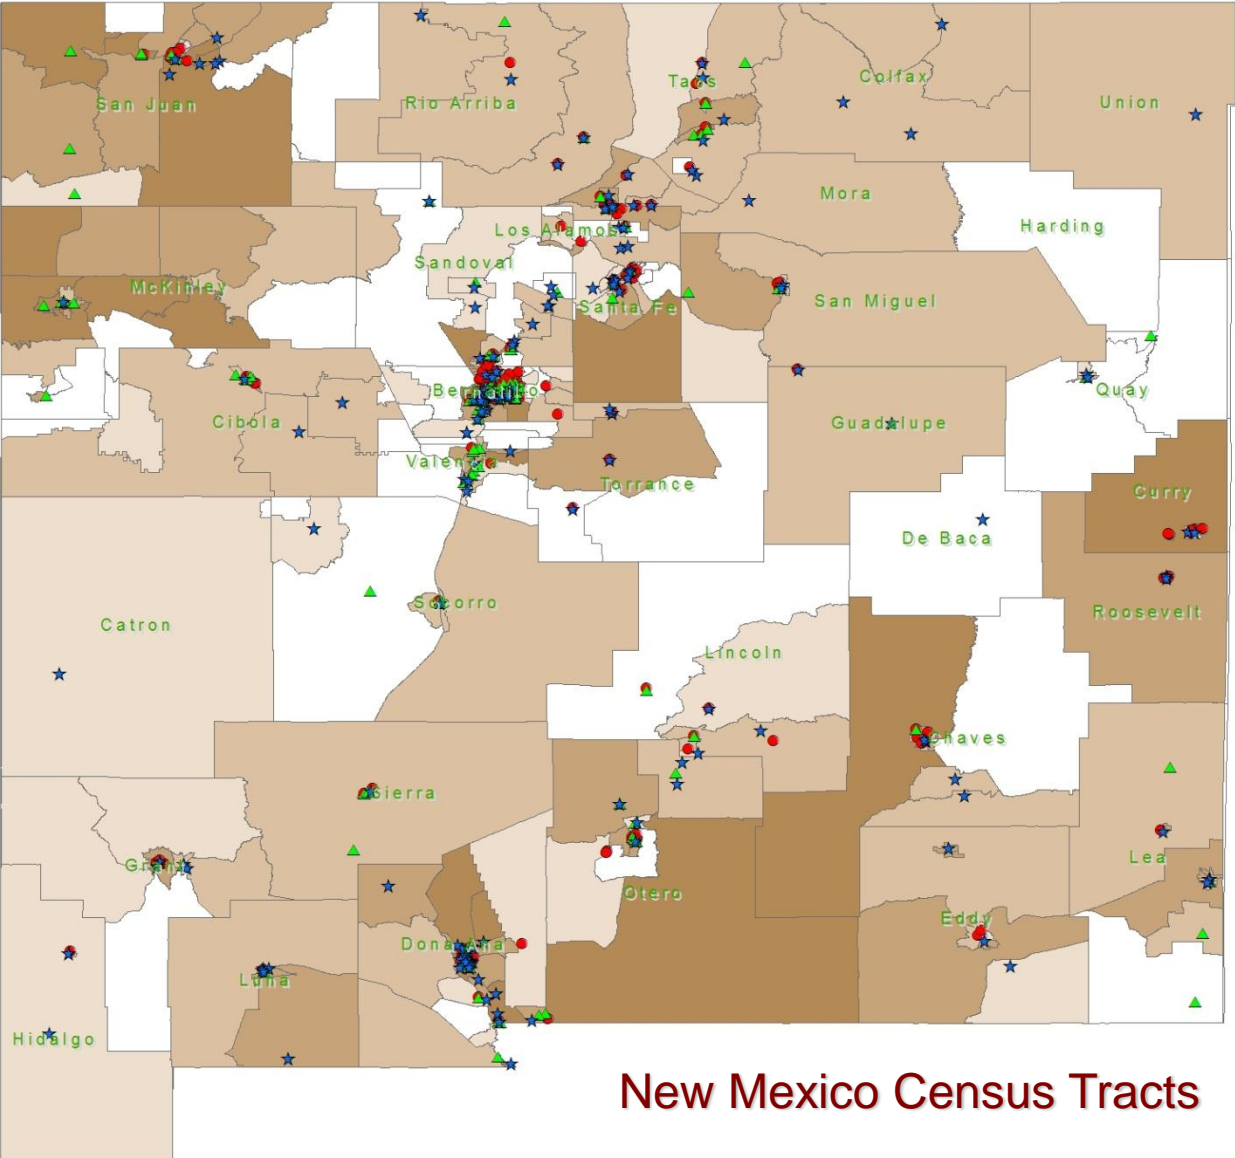 Taos
Colfax
San Juan
Rio Arriba
Union
Mora
Harding
Los Alamos
Sandoval
McKinley
San Miguel
Santa Fe
Bernalillo
Quay
Cibola
Guadalupe
Valencia
Torrance
Curry
De Baca
Socorro
Roosevelt
Catron
Lincoln
Chaves
Sierra
Lea
Grant
Otero
Eddy
Dona Ana
Luna
Hidalgo
New Mexico Census Tracts